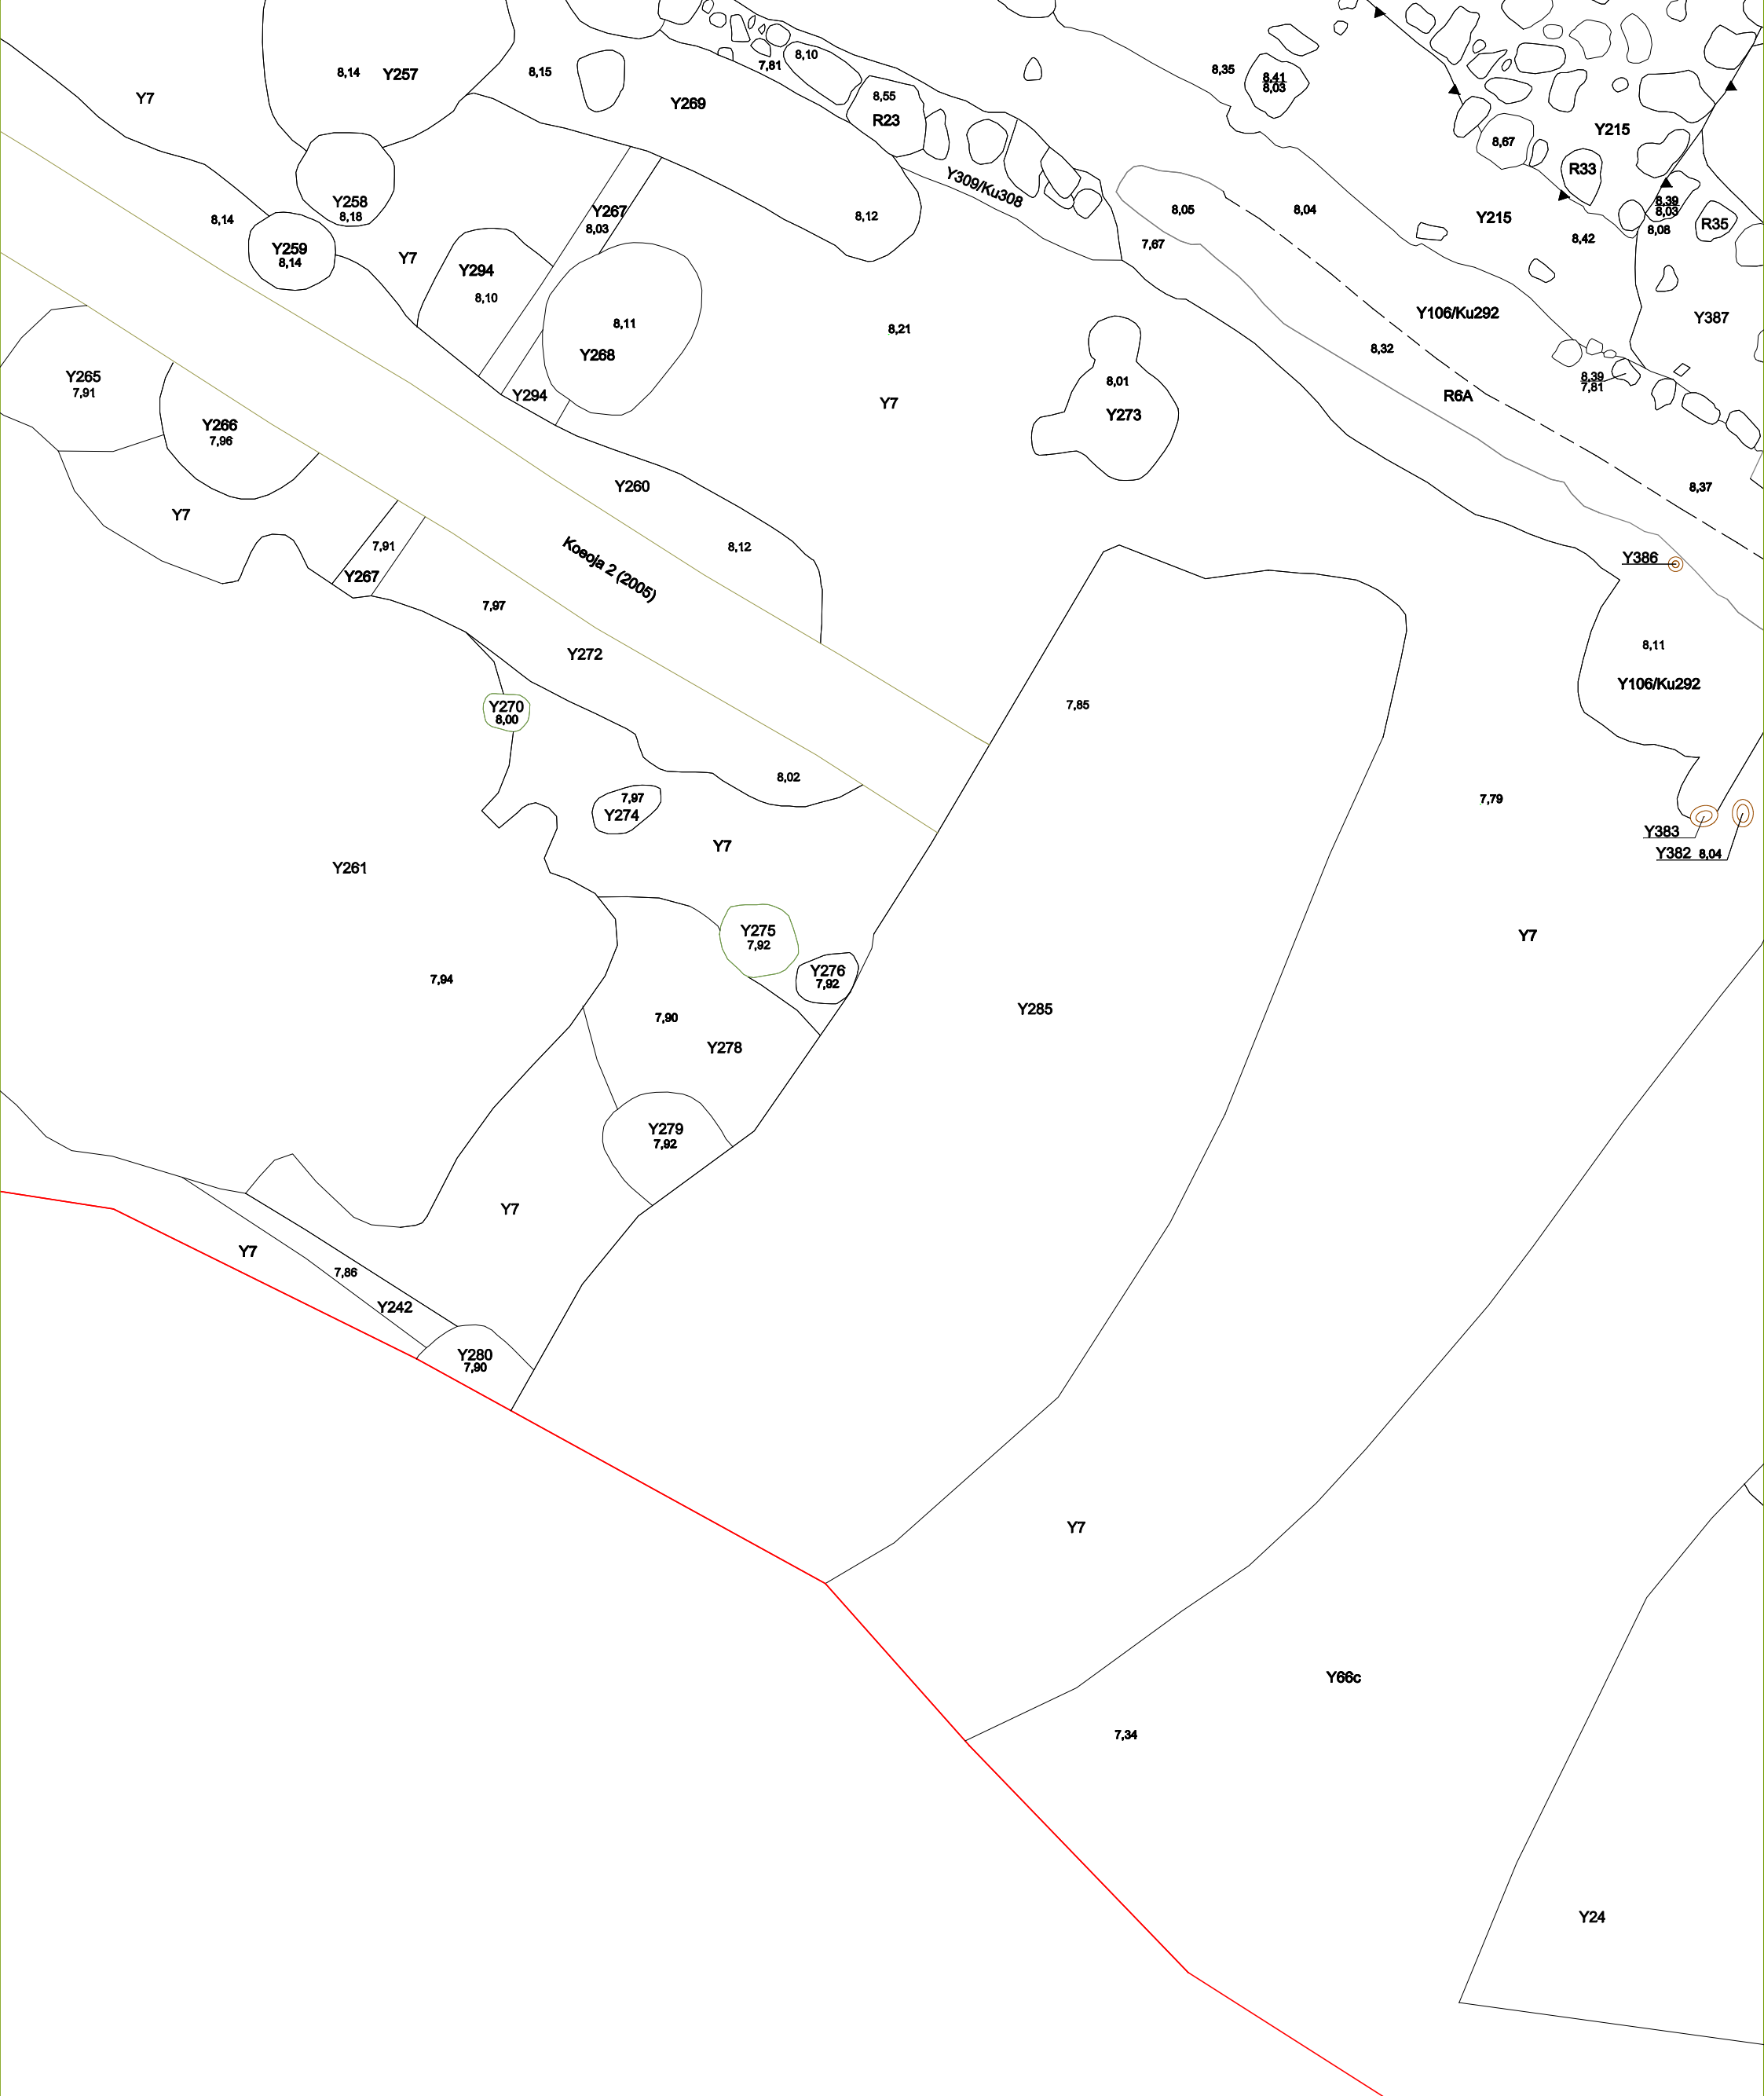 8,14 Y257
8,15
8,10
7,81
8,35
8,41
8,03
Y7
Y269
8,55
R23
Y215
8,67
R33
Y258
8,18
Y267
8,03
Y309/Ku308
8,14
8,12
8,05
8,04
Y215
8,39
8,03
8,08
R35
8,42
Y259
8,14
Y7
Y294
8,10
7,67
8,11
Y268
8,21
Y106/Ku292
Y387
8,32
Y265
7,91
Y294
Y7
8,01
Y273
R6A
8,39
7,81
Y266
7,96
Y260
8,37
Y7
7,91
Y267
8,12
Koeoja 2 (2005)
Y386
7,97
Y272
8,11
Y106/Ku292
Y270
8,00
7,85
8,02
7,97
Y274
7,79
Y383
Y382 8,04
Y7
Y261
Y275
7,92
Y7
Y276
7,92
7,94
Y285
7,90
Y278
Y279
7,92
Y7
Y7
7,86
Y242
Y280
7,90
Y7
Y66c
7,34
Y24